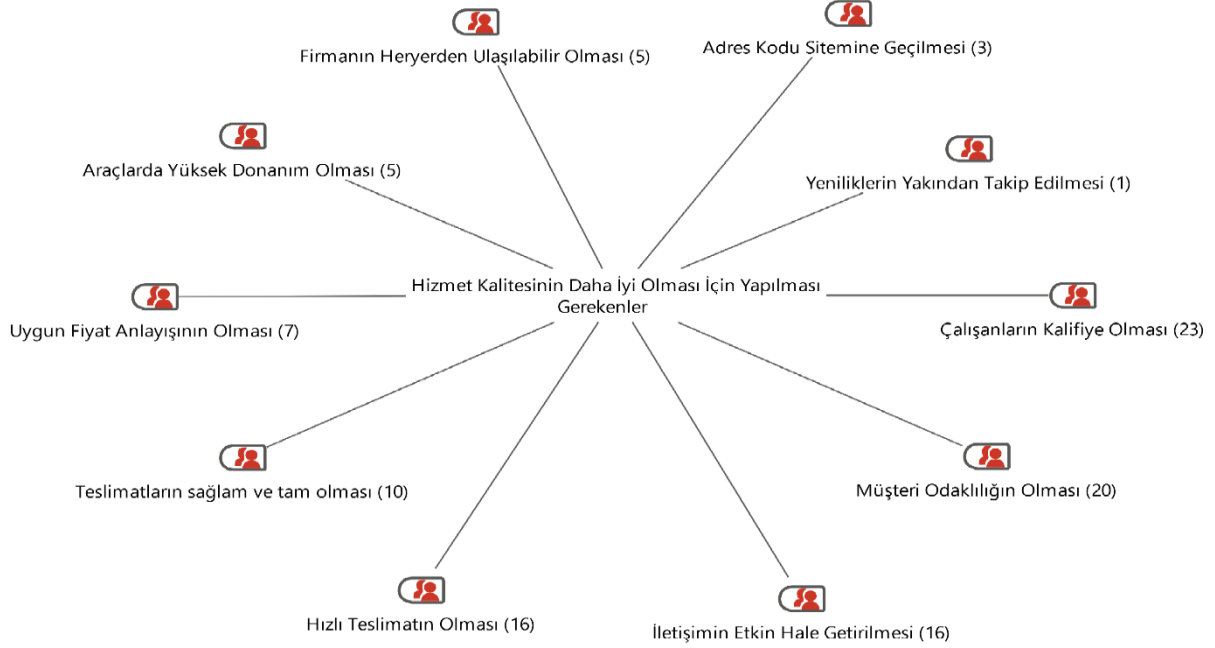 Firmanın Heryerden Ulaşılabilir Olması (5)
Adres Kodu Sitemine Geçilmesi (3)
Araçlarda Yüksek Donanım Olması (5)
Yeniliklerin Yakından Takip Edilmesi (1)
Hizmet Kalitesinin Daha İyi Olması İçin Yapılması
Gerekenler
Uygun Fiyat Anlayışının Olması (7)
Çalışanların Kalifiye Olması (23)
Teslimatların sağlam ve tam olması (10)
Müşteri Odaklılığın Olması (20)
Hızlı Teslimatın Olması (16)
İletişimin Etkin Hale Getirilmesi (16)